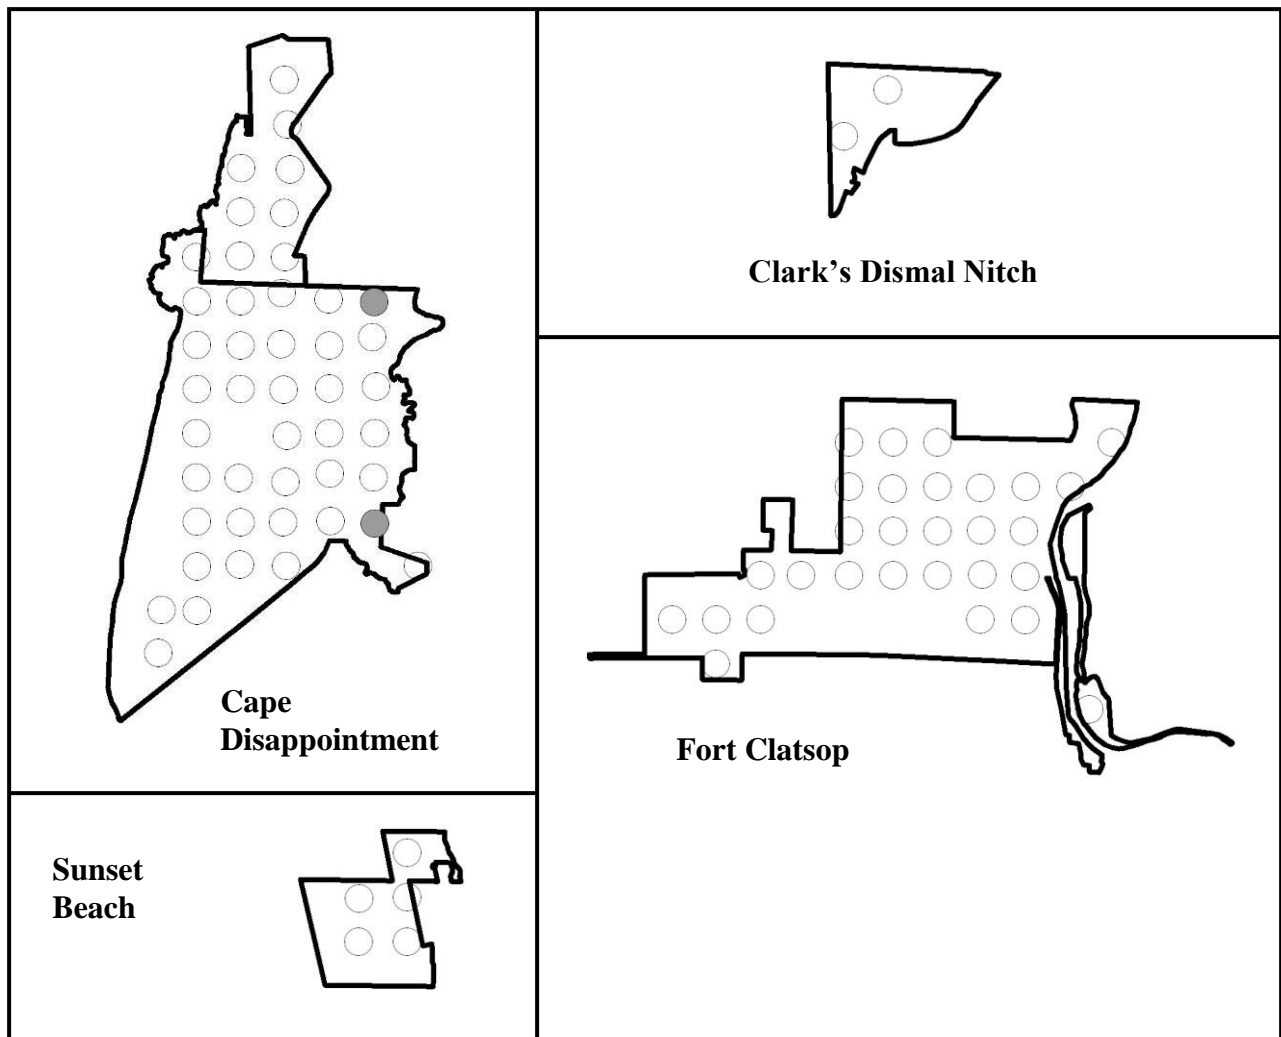 Clark’s Dismal Nitch
Cape
Disappointment
Fort Clatsop
Sunset
Beach